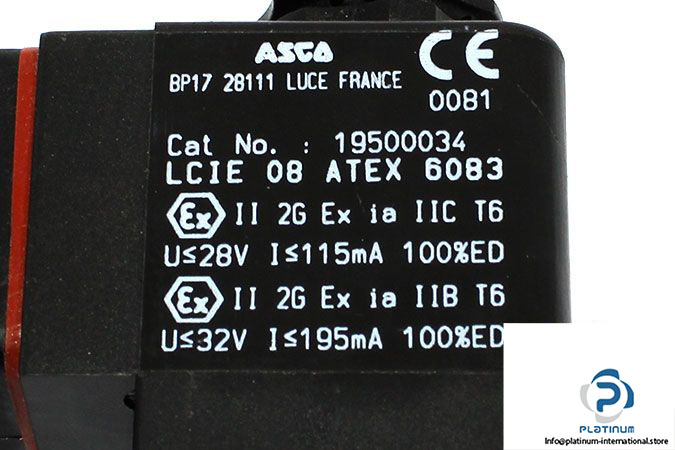 ASCO
BP17 28111 LUCE FRANCE
CE
0081
Cat No. : 19500034
LCIE 08 ATEX 6083
Ex II 2G Ex ia IIC T6
U≤28V I≤115mA 100%ED
Ex II 2G Ex ia IIB T6
U≤32V I≤195mA 100%ED
PLATINUM
info@platinum-international.store